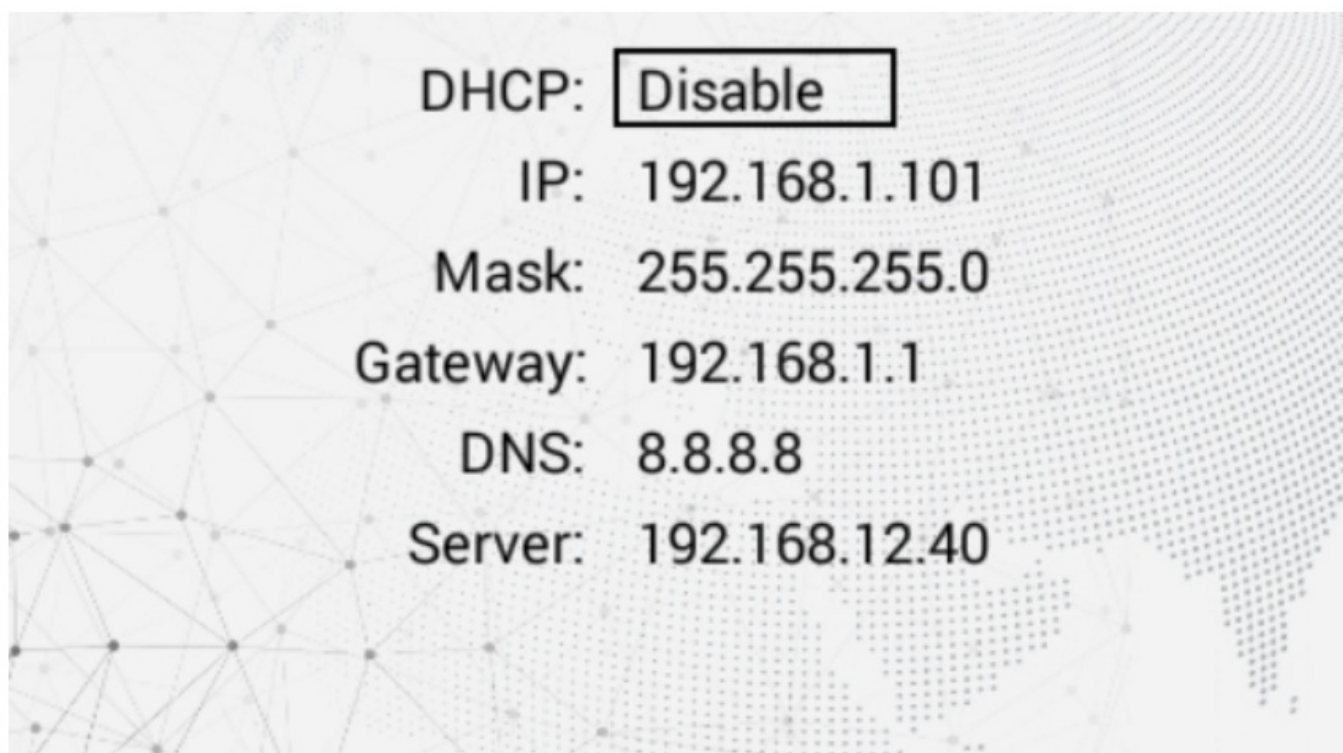 DHCP: Disable
IP: 192.168.1.101
Mask: 255.255.255.0
Gateway: 192.168.1.1
DNS: 8.8.8.8
Server: 192.168.12.40